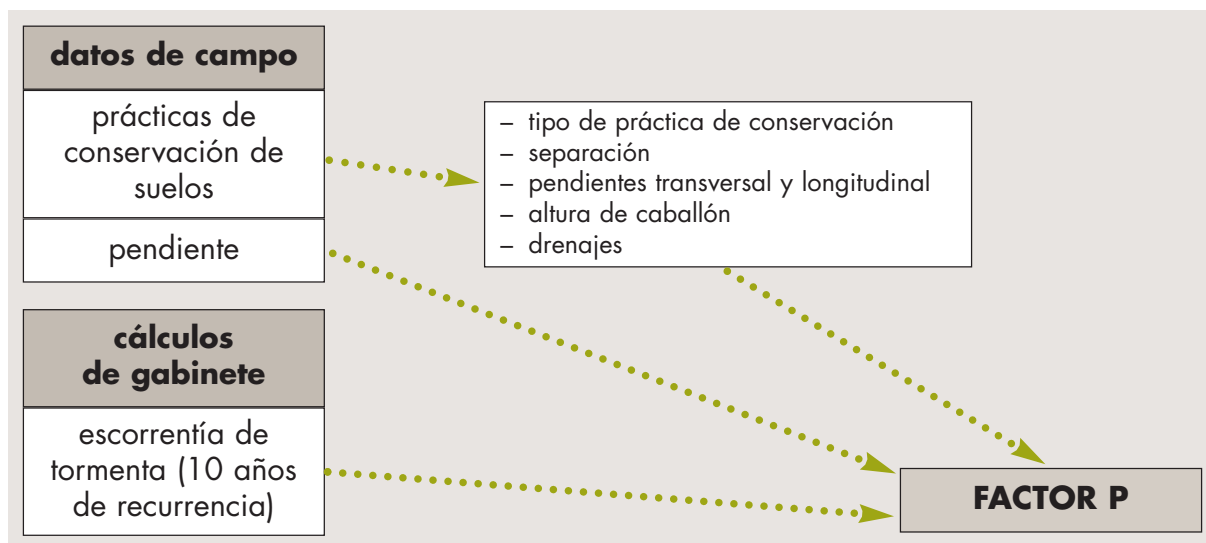 datos de campo
prácticas de
conservación de
suelos
pendiente
– tipo de práctica de conservación
– separación
– pendientes transversal y longitudinal
– altura de caballón
– drenajes
cálculos
de gabinete
escorrentía de
tormenta (10 años
de recurrencia)
FACTOR P